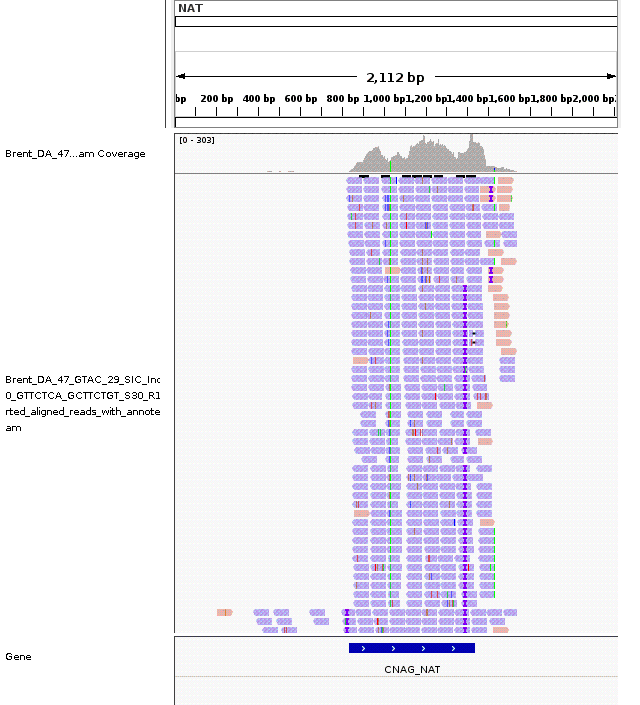 NAT
2,112 bp
bp 200 bp 400 bp 600 bp 800 bp 1,000 bp 1,200 bp 1,400 bp 1,600 bp 1,800 bp 2,000 bp
[0 - 303]
Brent_DA_47...am Coverage
Brent_DA_47_GTAC_29_SIC_Inc
0_GTTCTCA_GCTTCTGT_S30_R1
rted_aligned_reads_with_annote
am
Gene
CNAG_NAT